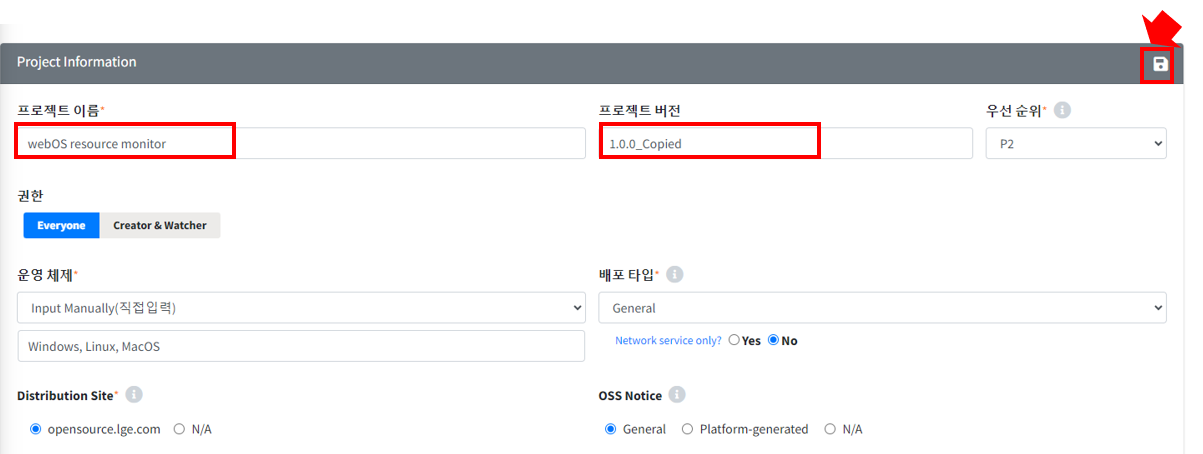 Project Information
프로젝트 이름* 프로젝트 버전 우선 순위*
webOS resource monitor 1.0.0_Copied P2
권한
Everyone Creator & Watcher
운영 체제* 배포 타입*
Input Manually(직접입력) General
Windows, Linux, MacOS Network service only? Yes No
Distribution Site* OSS Notice
opensource.lge.com N/A General Platform-generated N/A